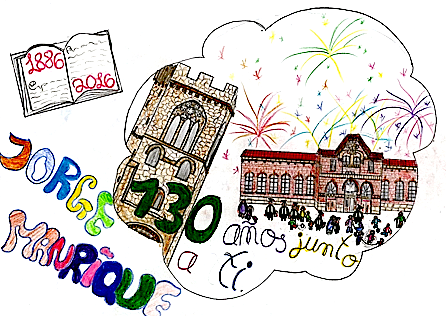 1886
2016
JORGE
MANRIQUE
130
años junto
a ti